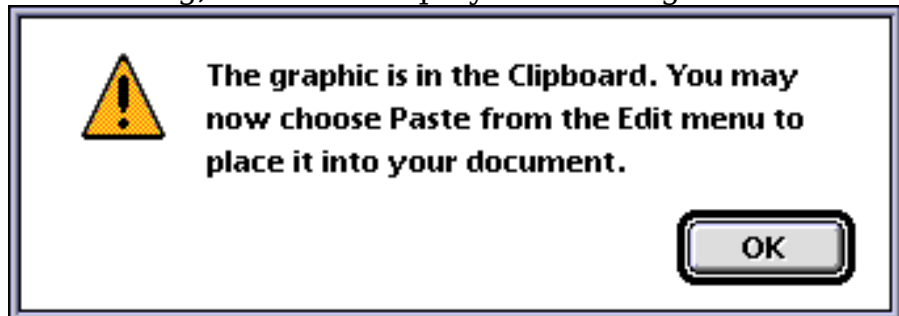 The graphic is in the Clipboard. You may
now choose Paste from the Edit menu to
place it into your document.
OK